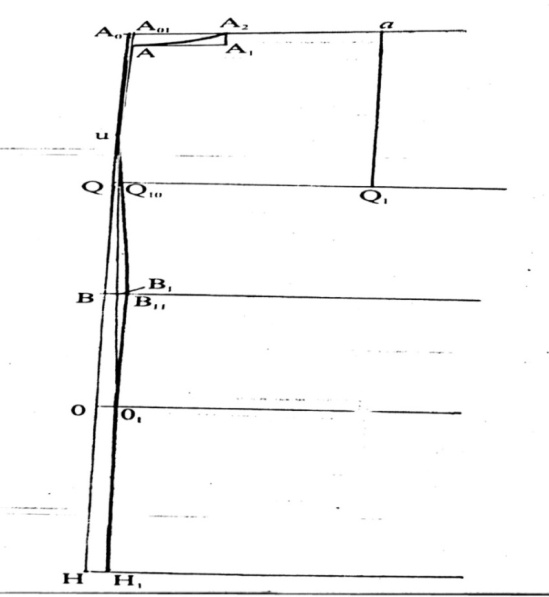 A₀ A₀₁ A₂ a
A A₁
u
Q Q₁₀ Q₁
B B₁
B₁₁
O O₁
H H₁